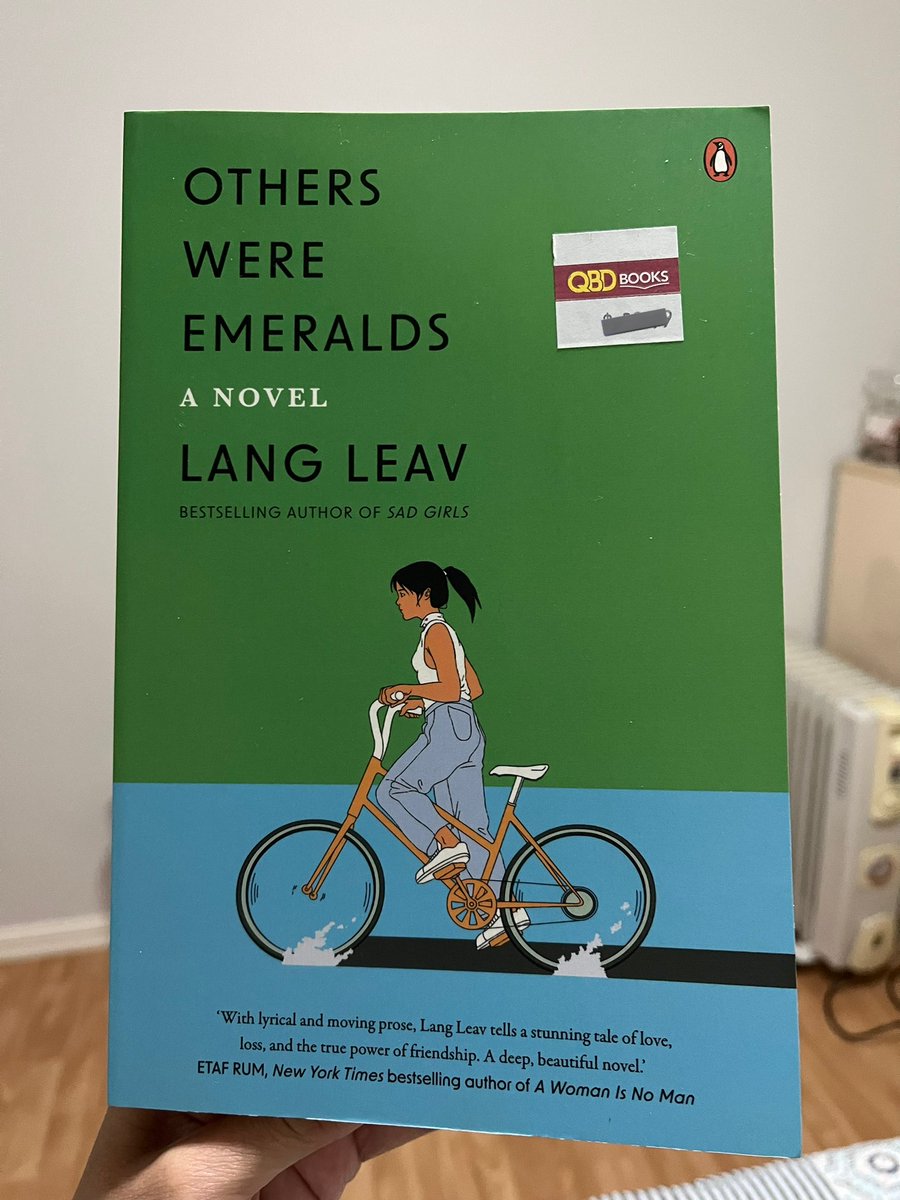 OTHERS
WERE
EMERALDS
A NOVEL
LANG LEAV
BESTSELLING AUTHOR OF SAD GIRLS
QBD BOOKS
‘With lyrical and moving prose, Lang Leav tells a stunning tale of love,
loss, and the true power of friendship. A deep, beautiful novel.’
ETAF RUM, New York Times bestselling author of A Woman Is No Man